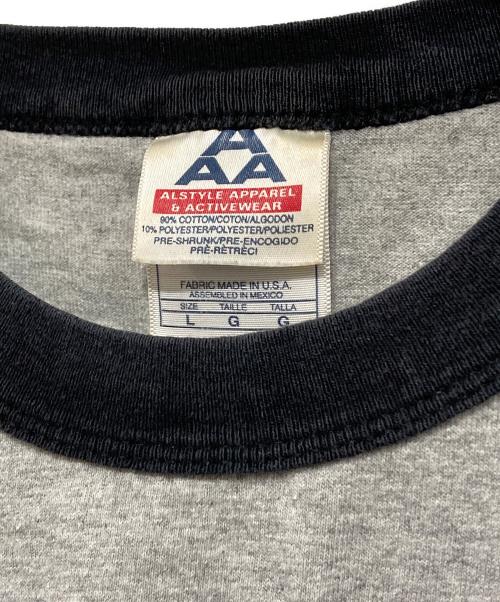 A
AA
ALSTYLE APPAREL
& ACTIVEWEAR
90% COTTON/COTON/ALGODON
10% POLYESTER/POLYESTER/POLIESTER
PRE-SHRUNK/PRE-ENCOGIDO
PRÉ-RÉTRÉCI
FABRIC MADE IN U.S.A.
ASSEMBLED IN MEXICO
SIZE TAILLE TALLA
L G G